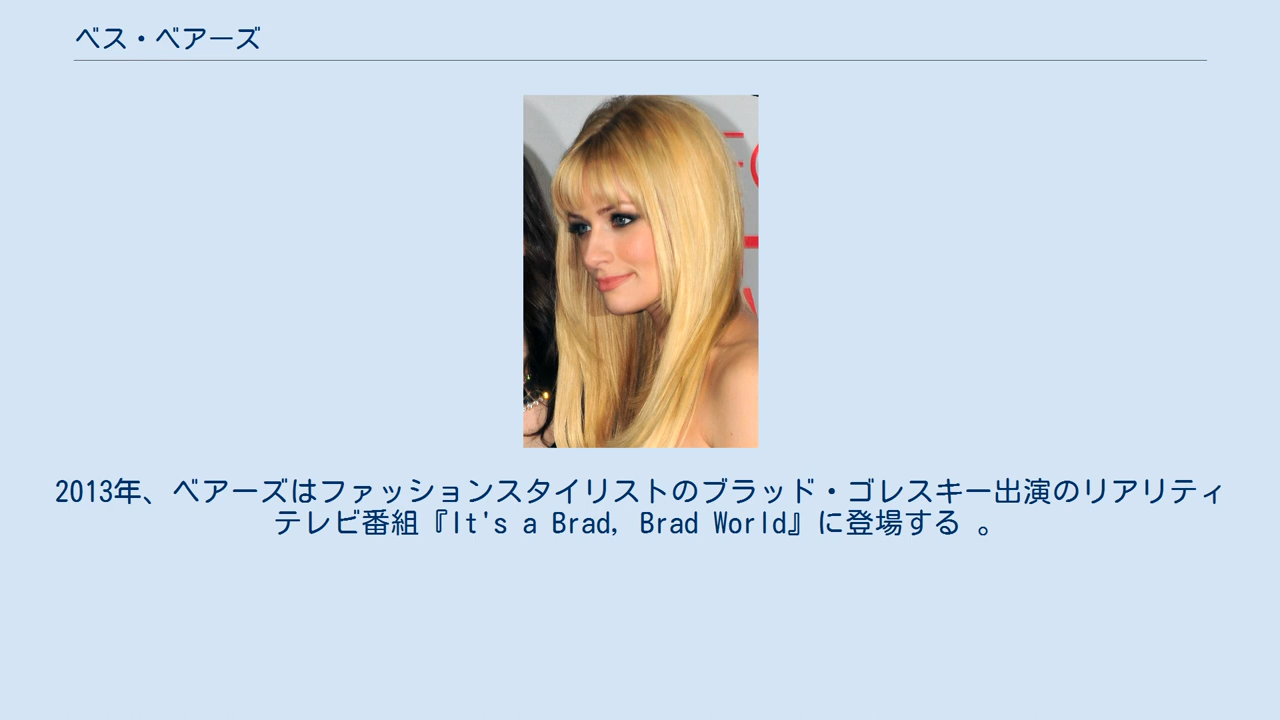 ベス・ベアーズ
2013年、ベアーズはファッションスタイリストのブラッド・ゴレスキー出演のリアリティ
テレビ番組『It's a Brad, Brad World』に登場する 。